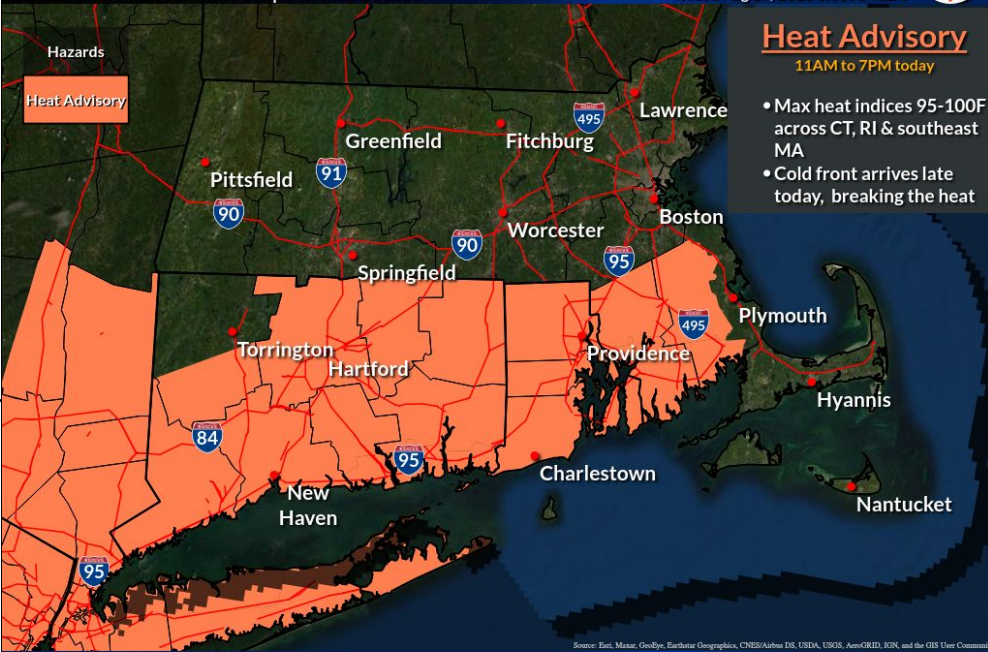 Hazards
Heat Advisory
Heat Advisory
11AM to 7PM today
• Max heat indices 95-100F
across CT, RI & southeast
MA
• Cold front arrives late
today, breaking the heat
Lawrence
495
Greenfield
Fitchburg
91
Pittsfield
90
Boston
Worcester
90
95
Springfield
Plymouth
495
Torrington
Providence
Hartford
Hyannis
84
95
Charlestown
New
Haven
Nantucket
95
Source: Esri, Maxar, GeoEye, Earthstar Geographics, CNES/Airbus DS, USDA, USGS, AeroGRID, IGN, and the GIS User Communi